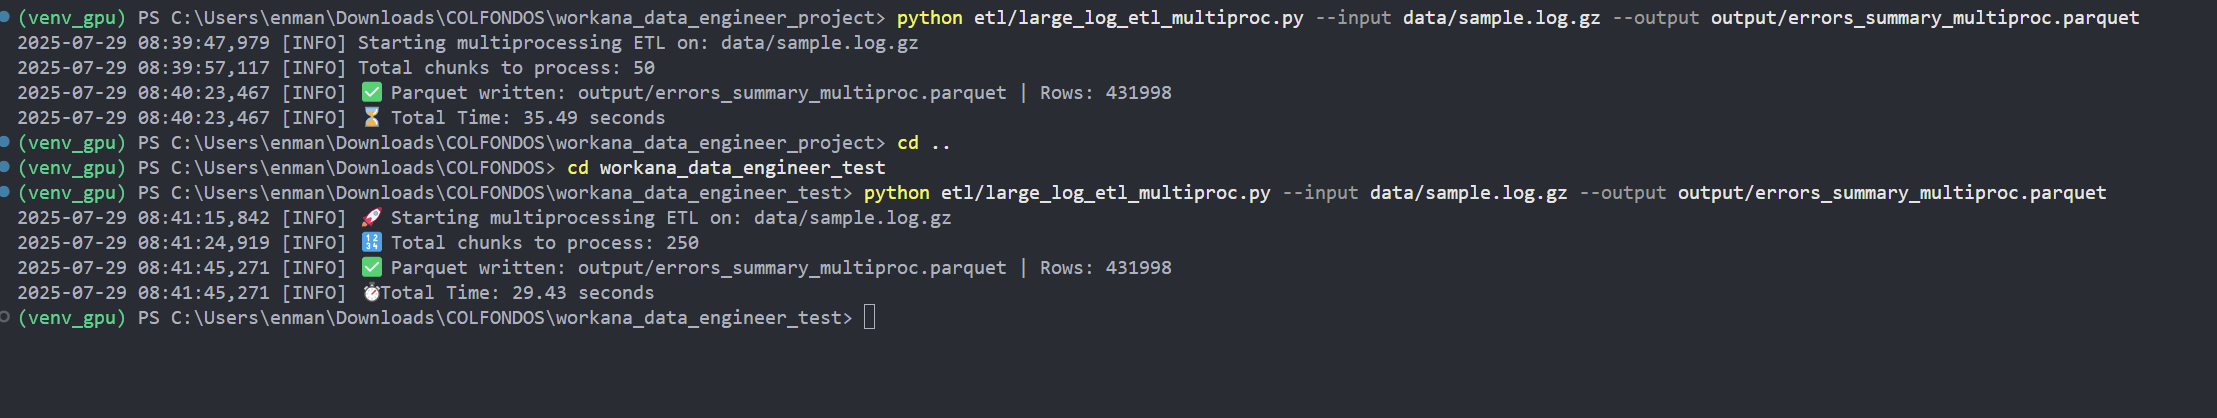 (venv_gpu) PS C:\Users\enman\Downloads\COLFONDOS\workana_data_engineer_project> python etl/large_log_etl_multiproc.py --input data/sample.log.gz --output output/errors_summary_multiproc.parquet
2025-07-29 08:39:47,979 [INFO] Starting multiprocessing ETL on: data/sample.log.gz
2025-07-29 08:39:57,117 [INFO] Total chunks to process: 50
2025-07-29 08:40:23,467 [INFO] ✅ Parquet written: output/errors_summary_multiproc.parquet | Rows: 431998
2025-07-29 08:40:23,467 [INFO] ⏳ Total Time: 35.49 seconds
(venv_gpu) PS C:\Users\enman\Downloads\COLFONDOS\workana_data_engineer_project> cd ..
(venv_gpu) PS C:\Users\enman\Downloads\COLFONDOS> cd workana_data_engineer_test
(venv_gpu) PS C:\Users\enman\Downloads\COLFONDOS\workana_data_engineer_test> python etl/large_log_etl_multiproc.py --input data/sample.log.gz --output output/errors_summary_multiproc.parquet
2025-07-29 08:41:15,842 [INFO] 🚀 Starting multiprocessing ETL on: data/sample.log.gz
2025-07-29 08:41:24,919 [INFO] 🔢 Total chunks to process: 250
2025-07-29 08:41:45,271 [INFO] ✅ Parquet written: output/errors_summary_multiproc.parquet | Rows: 431998
2025-07-29 08:41:45,271 [INFO] ⏱️Total Time: 29.43 seconds
(venv_gpu) PS C:\Users\enman\Downloads\COLFONDOS\workana_data_engineer_test>